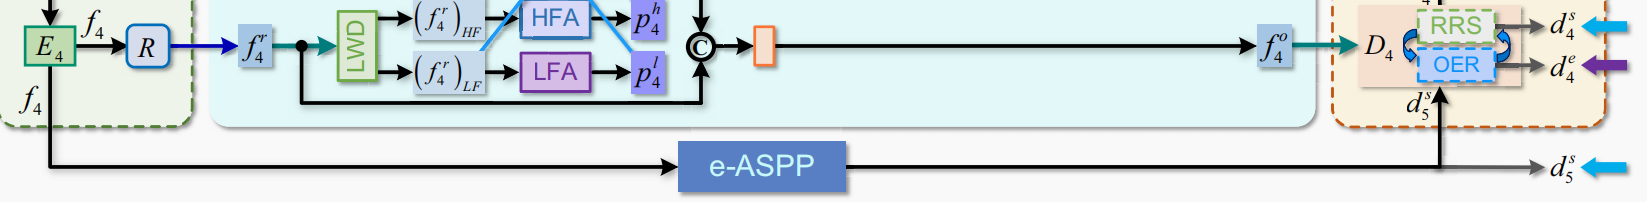 E₄
f₄
R
f₄ʳ
LWD
(f₄ʳ)HF
HFA
p₄ʰ
(f₄ʳ)LF
LFA
p₄ˡ
C
f₄ᵒ
D₄
RRS
OER
d₄ˢ
d₄ᵉ
f₄
d₅ˢ
e-ASPP
d₅ˢ